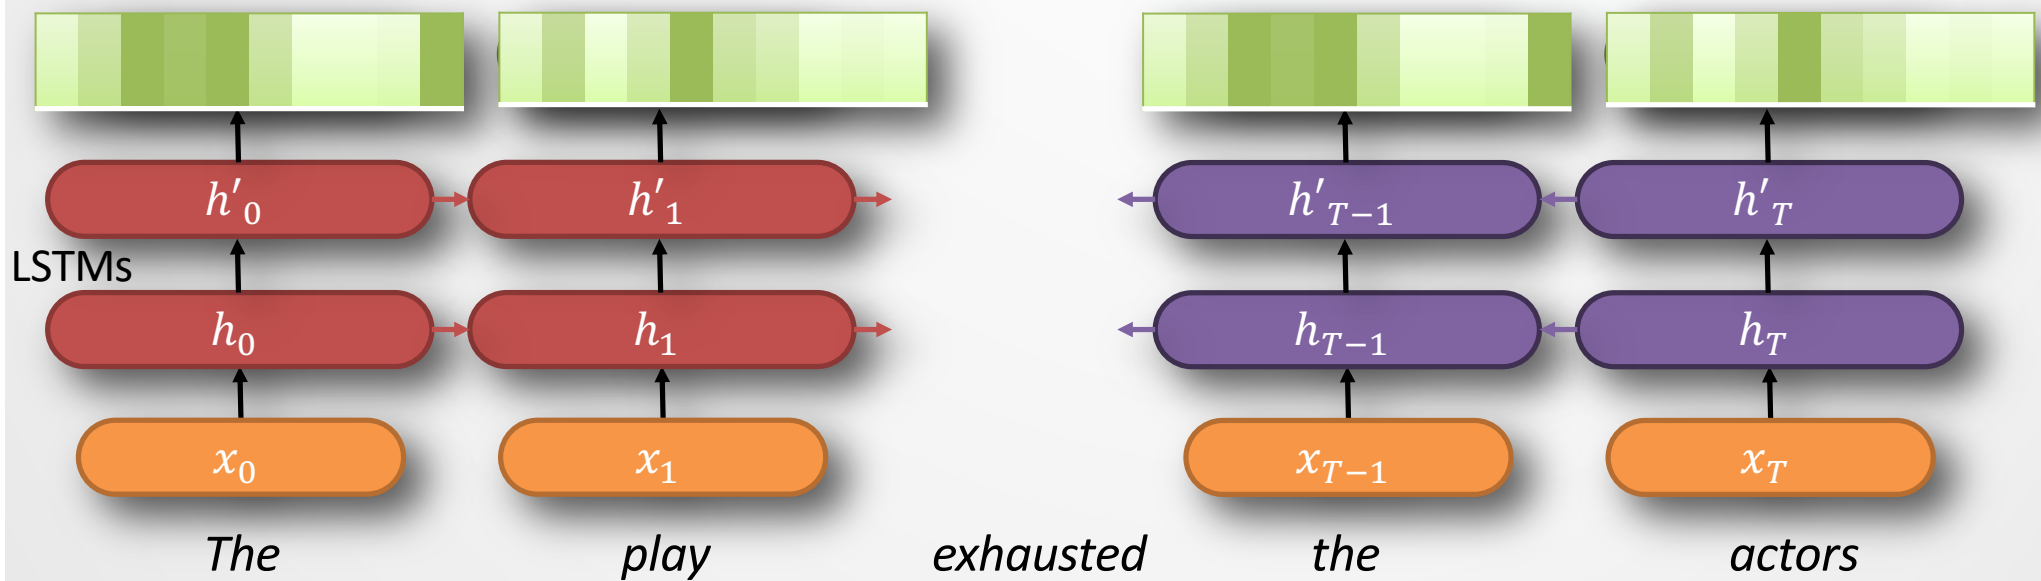 h′₀ h′₁ h′T−1 h′T
LSTMs
h₀ h₁ hT−1 hT
x₀ x₁ xT−1 xT
The play exhausted the actors